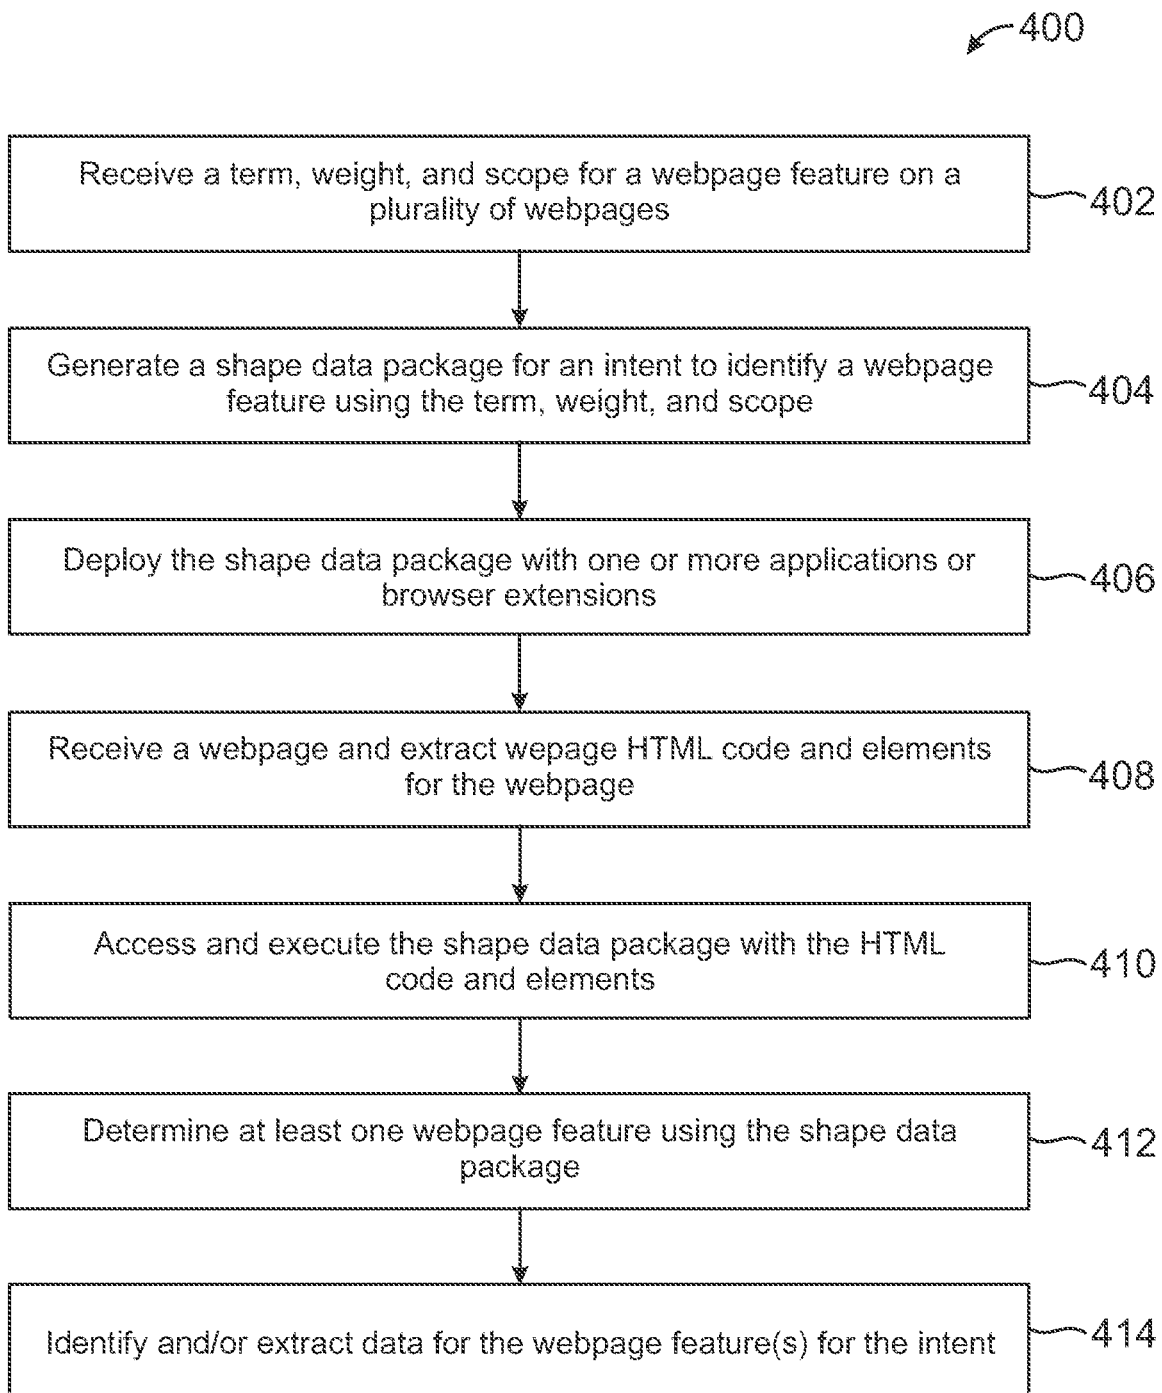 400
Receive a term, weight, and scope for a webpage feature on a
plurality of webpages
402
Generate a shape data package for an intent to identify a webpage
feature using the term, weight, and scope
404
Deploy the shape data package with one or more applications or
browser extensions
406
Receive a webpage and extract wepage HTML code and elements
for the webpage
408
Access and execute the shape data package with the HTML
code and elements
410
Determine at least one webpage feature using the shape data
package
412
Identify and/or extract data for the webpage feature(s) for the intent
414